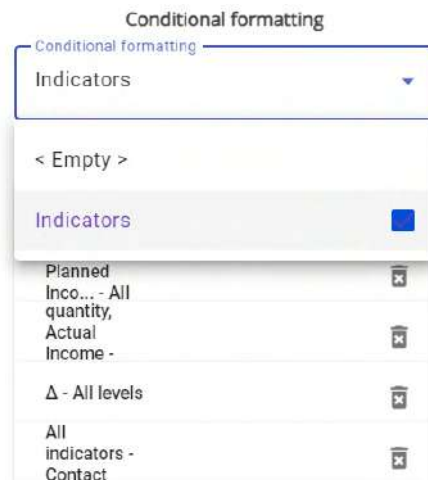 Conditional formatting
Conditional formatting
Indicators
< Empty >
Indicators
Planned
Inco... - All
quantity,
Actual
Income -
Δ - All levels
All
indicators -
Contact